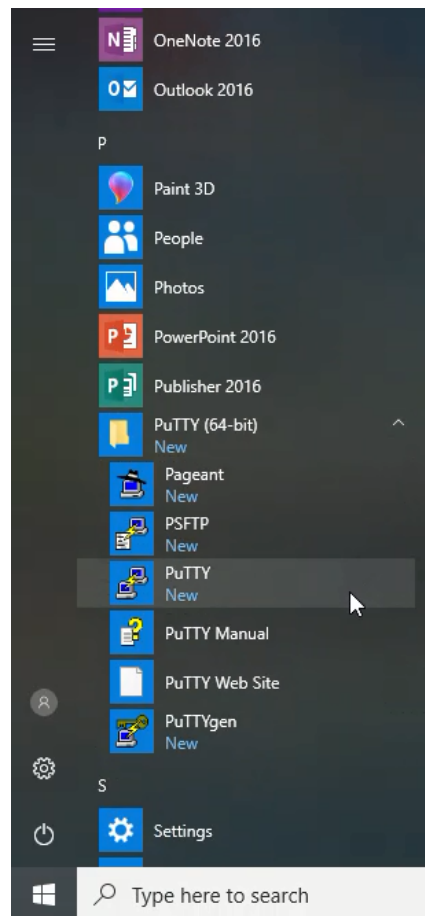 OneNote 2016
Outlook 2016
P
Paint 3D
People
Photos
PowerPoint 2016
Publisher 2016
PuTTY (64-bit)
New
Pageant
New
PSFTP
New
PuTTY
New
PuTTY Manual
PuTTY Web Site
PuTTYgen
New
S
Settings
Type here to search